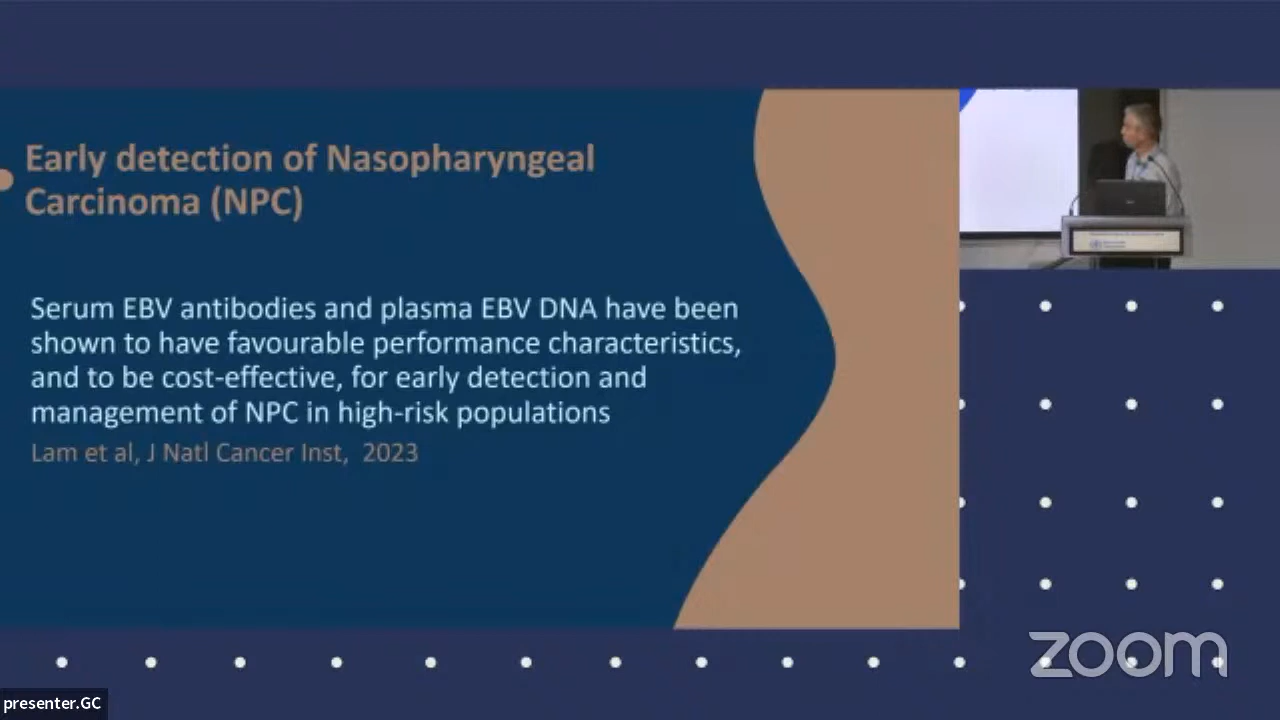 Early detection of Nasopharyngeal
Carcinoma (NPC)
Serum EBV antibodies and plasma EBV DNA have been
shown to have favourable performance characteristics,
and to be cost-effective, for early detection and
management of NPC in high-risk populations
Lam et al, J Natl Cancer Inst, 2023
zoom
presenter.GC